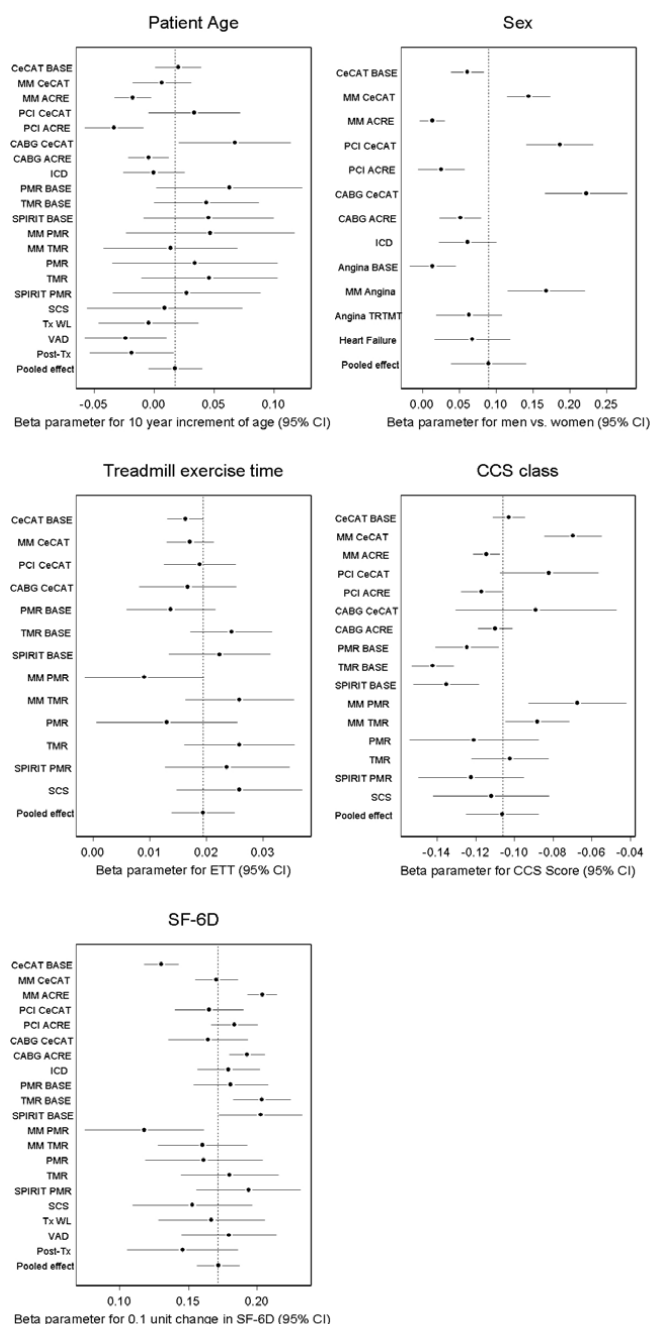 Patient Age
CeCAT BASE
MM CeCAT
MM ACRE
PCI CeCAT
PCI ACRE
CABG CeCAT
CABG ACRE
ICD
PMR BASE
TMR BASE
SPIRIT BASE
MM PMR
MM TMR
PMR
TMR
SPIRIT PMR
SCS
Tx WL
VAD
Post-Tx
Pooled effect
-0.05 0.00 0.05 0.10
Beta parameter for 10 year increment of age (95% CI)
Sex
CeCAT BASE
MM CeCAT
MM ACRE
PCI CeCAT
PCI ACRE
CABG CeCAT
CABG ACRE
ICD
Angina BASE
MM Angina
Angina TRTMT
Heart Failure
Pooled effect
0.00 0.05 0.10 0.15 0.20 0.25
Beta parameter for men vs. women (95% CI)
Treadmill exercise time
CeCAT BASE
MM CeCAT
PCI CeCAT
CABG CeCAT
PMR BASE
TMR BASE
SPIRIT BASE
MM PMR
MM TMR
PMR
TMR
SPIRIT PMR
SCS
Pooled effect
0.00 0.01 0.02 0.03
Beta parameter for ETT (95% CI)
CCS class
CeCAT BASE
MM CeCAT
MM ACRE
PCI CeCAT
PCI ACRE
CABG CeCAT
CABG ACRE
PMR BASE
TMR BASE
SPIRIT BASE
MM PMR
MM TMR
PMR
TMR
SPIRIT PMR
SCS
Pooled effect
-0.14 -0.12 -0.10 -0.08 -0.06 -0.04
Beta parameter for CCS Score (95% CI)
SF-6D
CeCAT BASE
MM CeCAT
MM ACRE
PCI CeCAT
PCI ACRE
CABG CeCAT
CABG ACRE
ICD
PMR BASE
TMR BASE
SPIRIT BASE
MM PMR
MM TMR
PMR
TMR
SPIRIT PMR
SCS
Tx WL
VAD
Post-Tx
Pooled effect
0.10 0.15 0.20
Beta parameter for 0.1 unit change in SF-6D (95% CI)